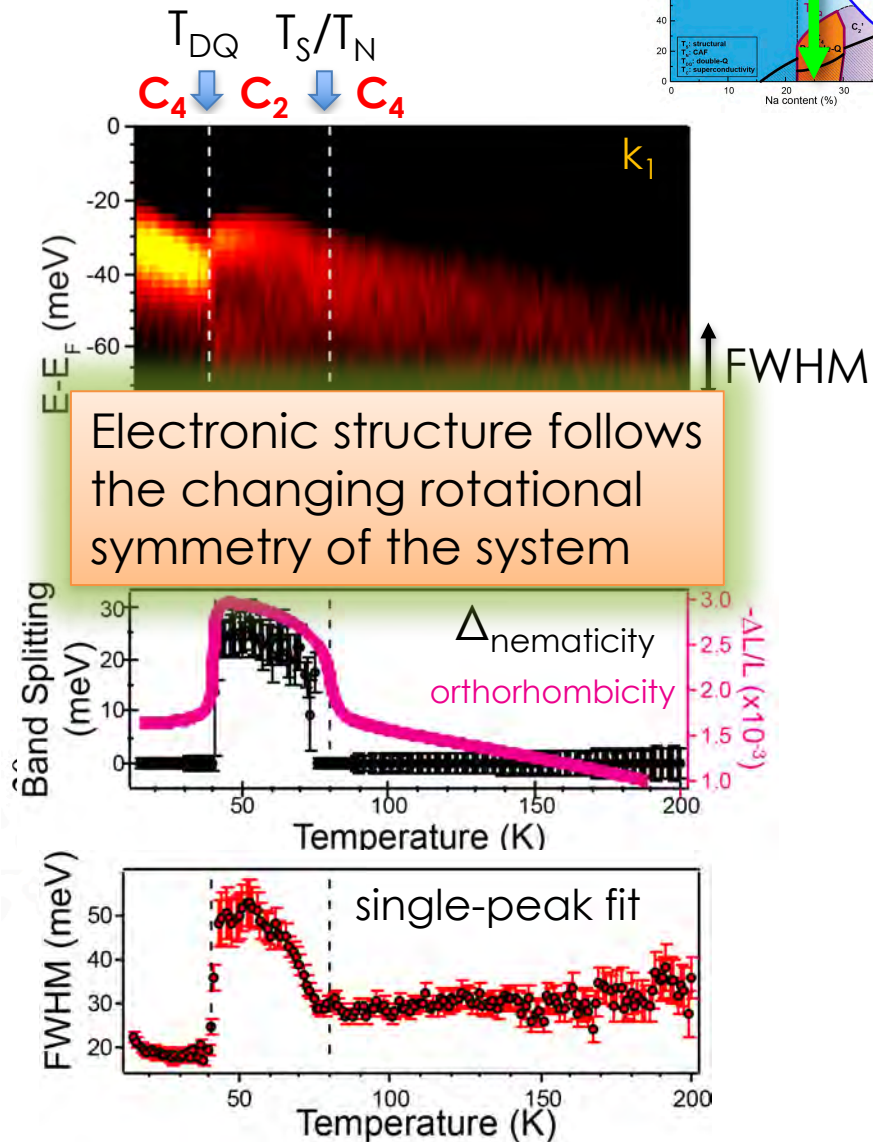 T_DQ T_S/T_N
C₄ C₂ C₄
40
20
0
C₂'
T_S: structural
T_N: CAF
T_DQ: double-Q
T_c: superconductivity
0 10 20 30
Na content (%)
k₁
0
-20
-40
-60
E-E_F (meV)
FWHM
Electronic structure follows
the changing rotational
symmetry of the system
30
20
10
0
Band Splitting
(meV)
Δnematicity
orthorhombicity
3.0
2.5
2.0
1.5
1.0
-ΔL/L (x10⁻³)
50 100 150 200
Temperature (K)
single-peak fit
50
40
30
20
FWHM (meV)
50 100 150 200
Temperature (K)